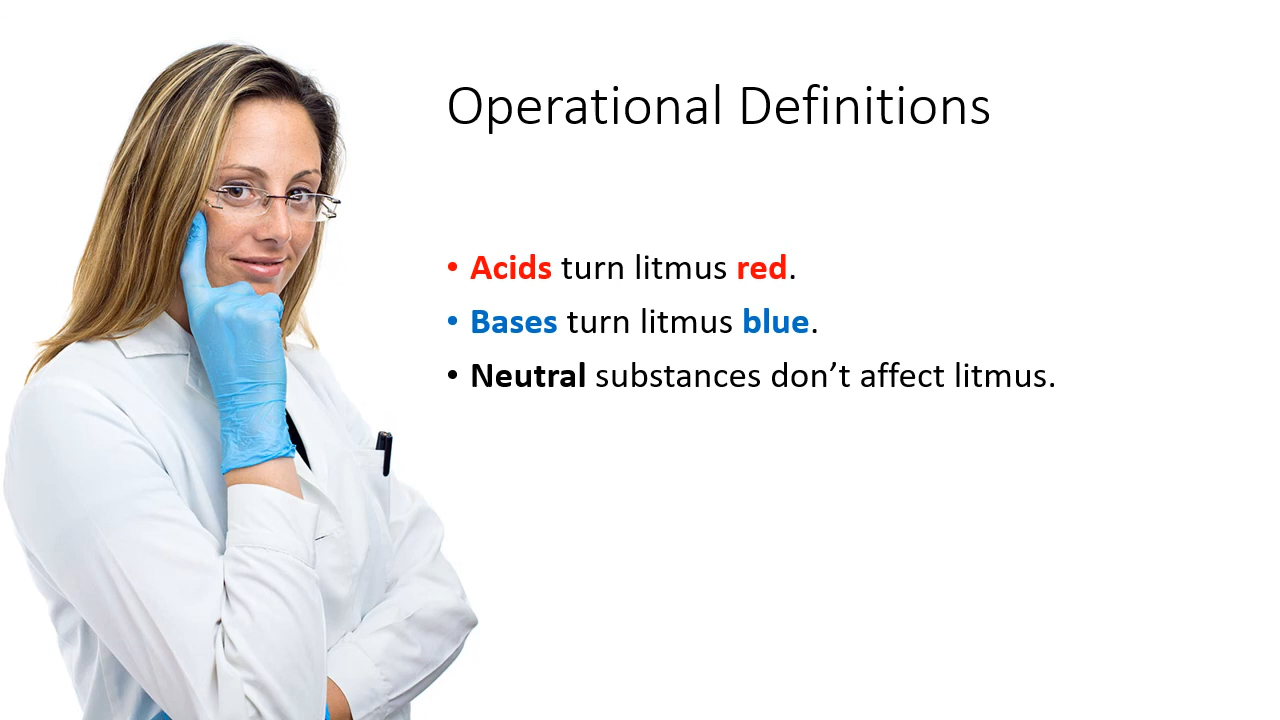 Operational Definitions
• Acids turn litmus red.
• Bases turn litmus blue.
• Neutral substances don’t affect litmus.